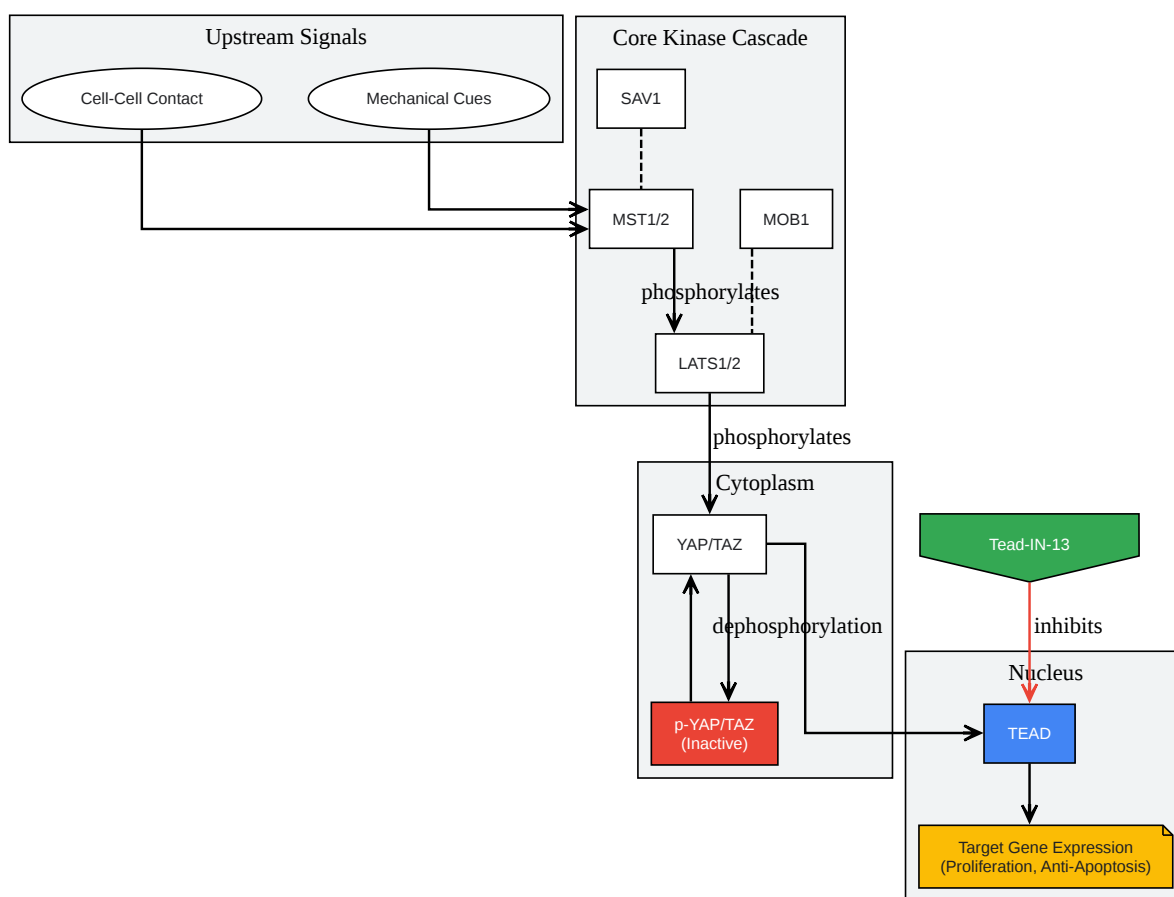 Upstream Signals
Core Kinase Cascade
Cell-Cell Contact
Mechanical Cues
SAV1
MST1/2
MOB1
phosphorylates
LATS1/2
phosphorylates
Cytoplasm
YAP/TAZ
Tead-IN-13
dephosphorylation
inhibits
Nucleus
p-YAP/TAZ
(Inactive)
TEAD
Target Gene Expression
(Proliferation, Anti-Apoptosis)